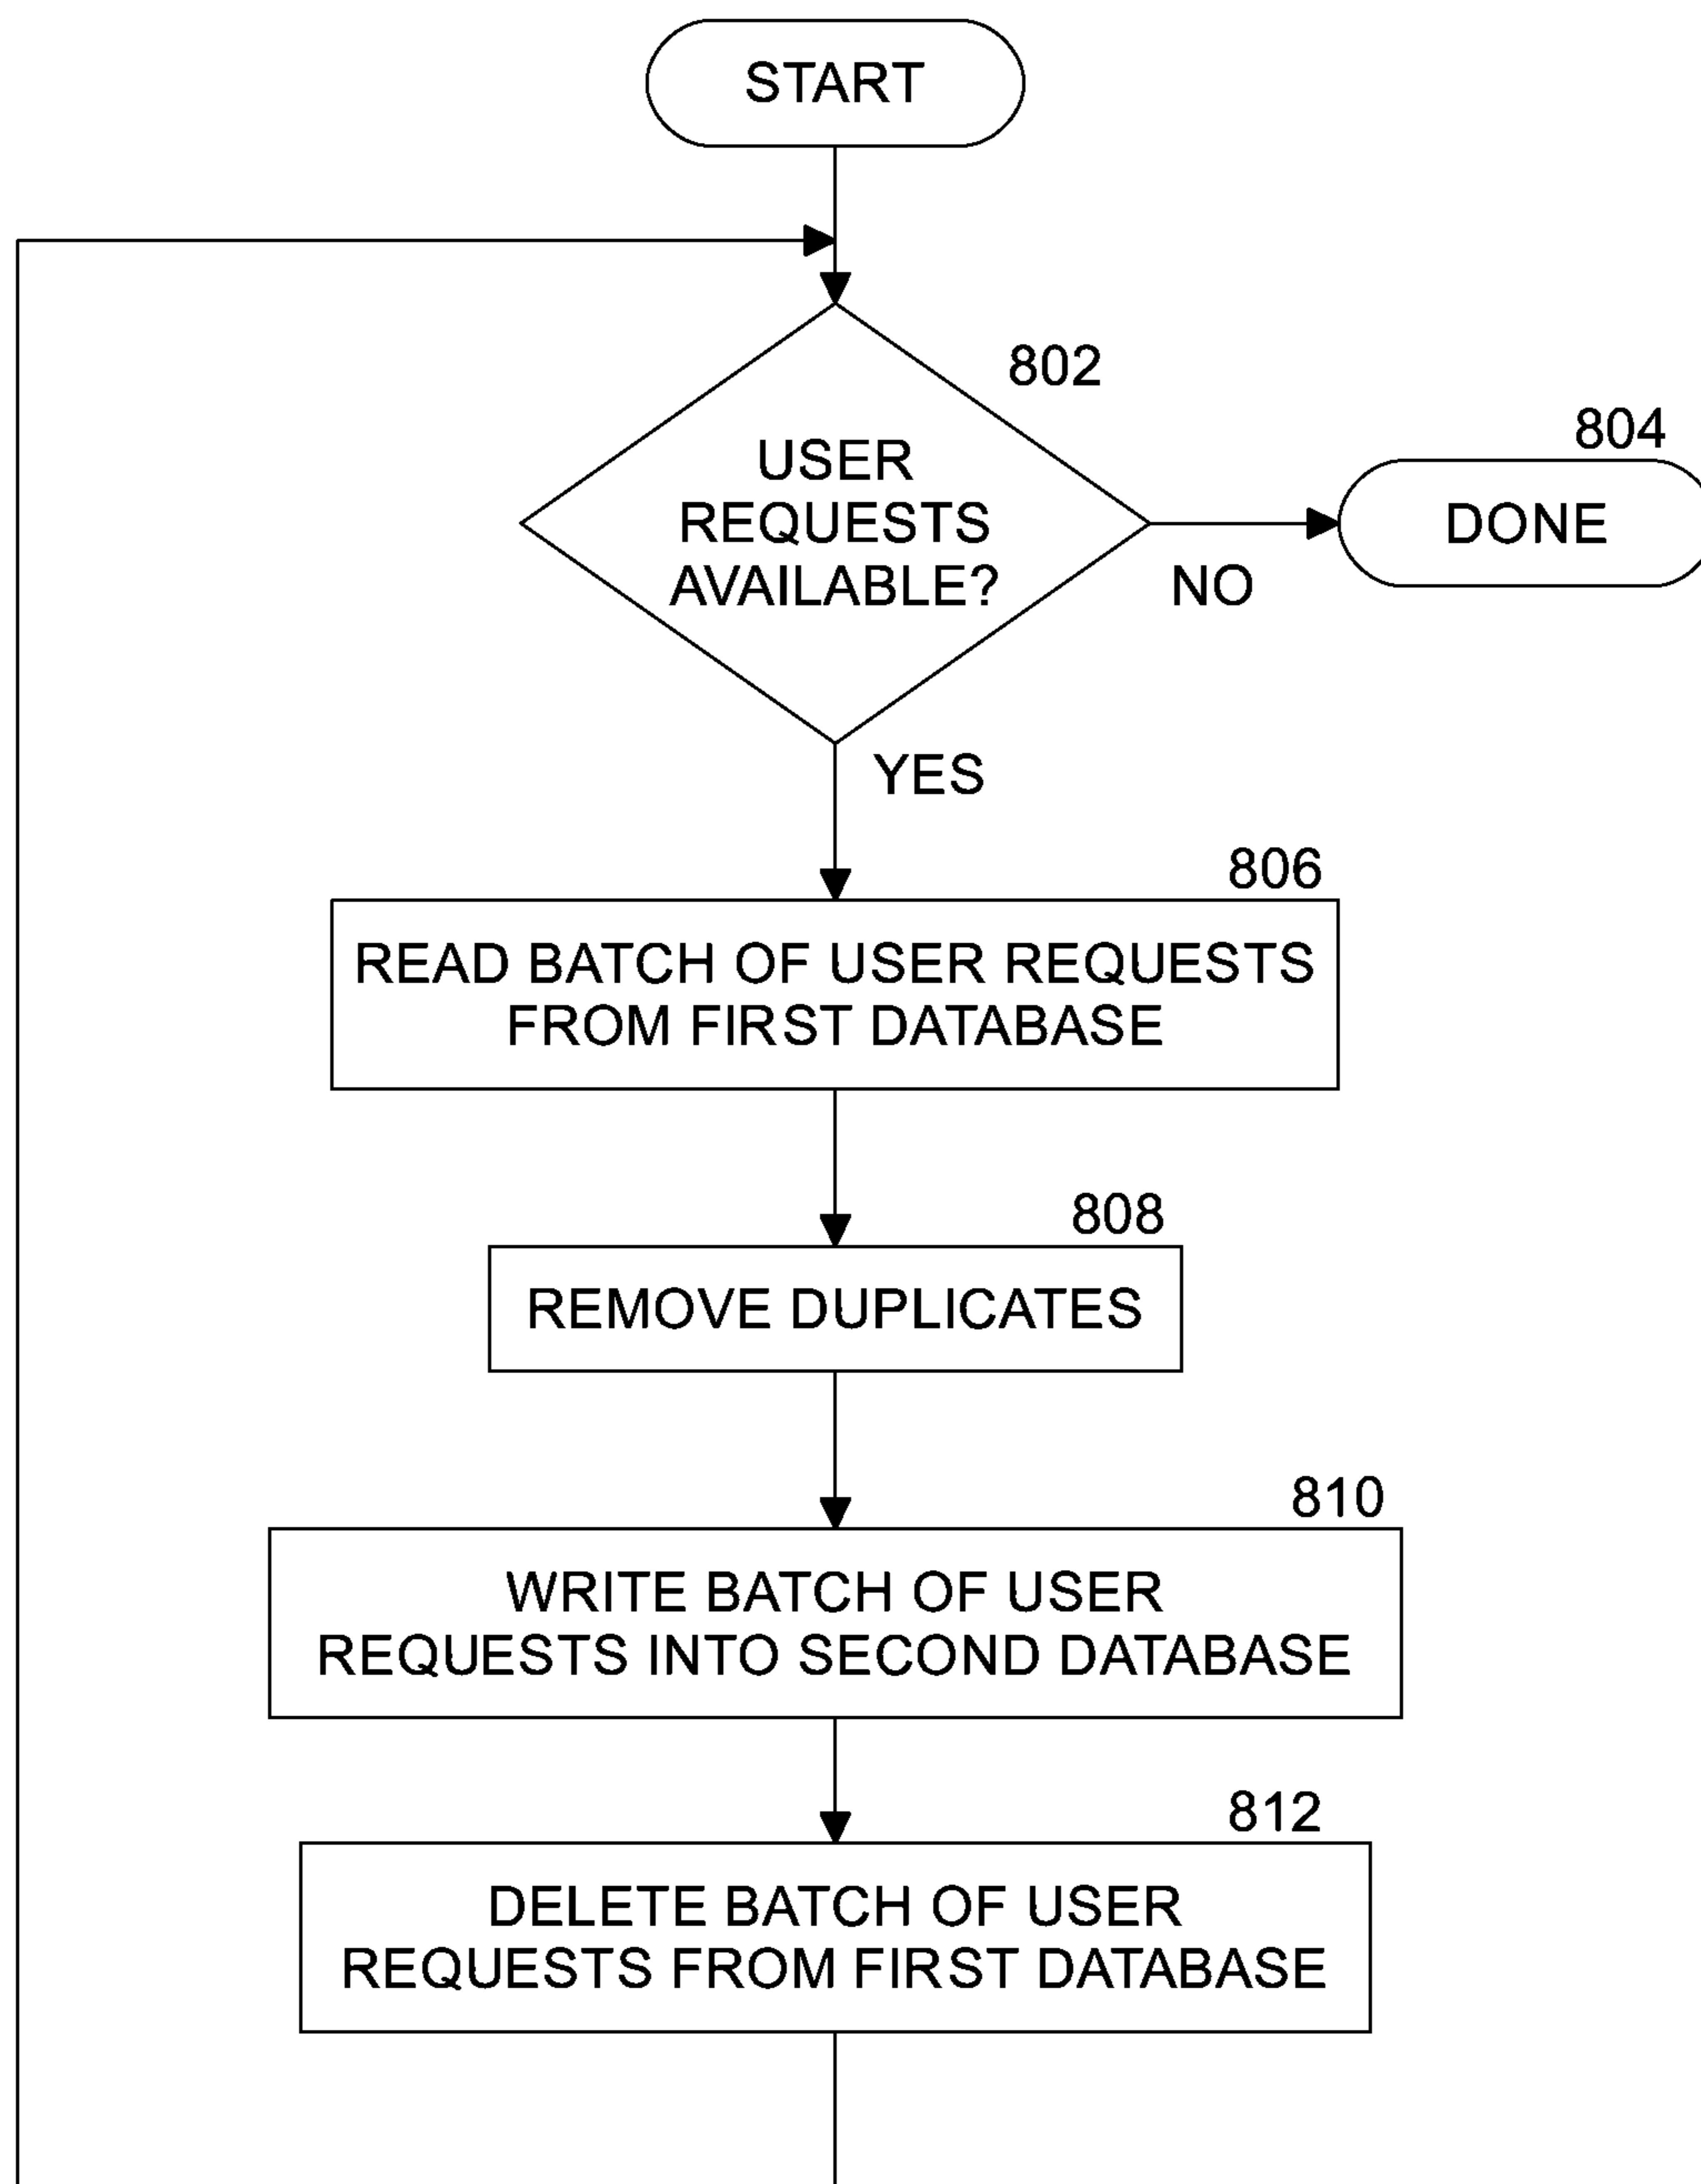 START
802
USER
REQUESTS
AVAILABLE?
804
DONE
NO
YES
806
READ BATCH OF USER REQUESTS
FROM FIRST DATABASE
808
REMOVE DUPLICATES
810
WRITE BATCH OF USER
REQUESTS INTO SECOND DATABASE
812
DELETE BATCH OF USER
REQUESTS FROM FIRST DATABASE